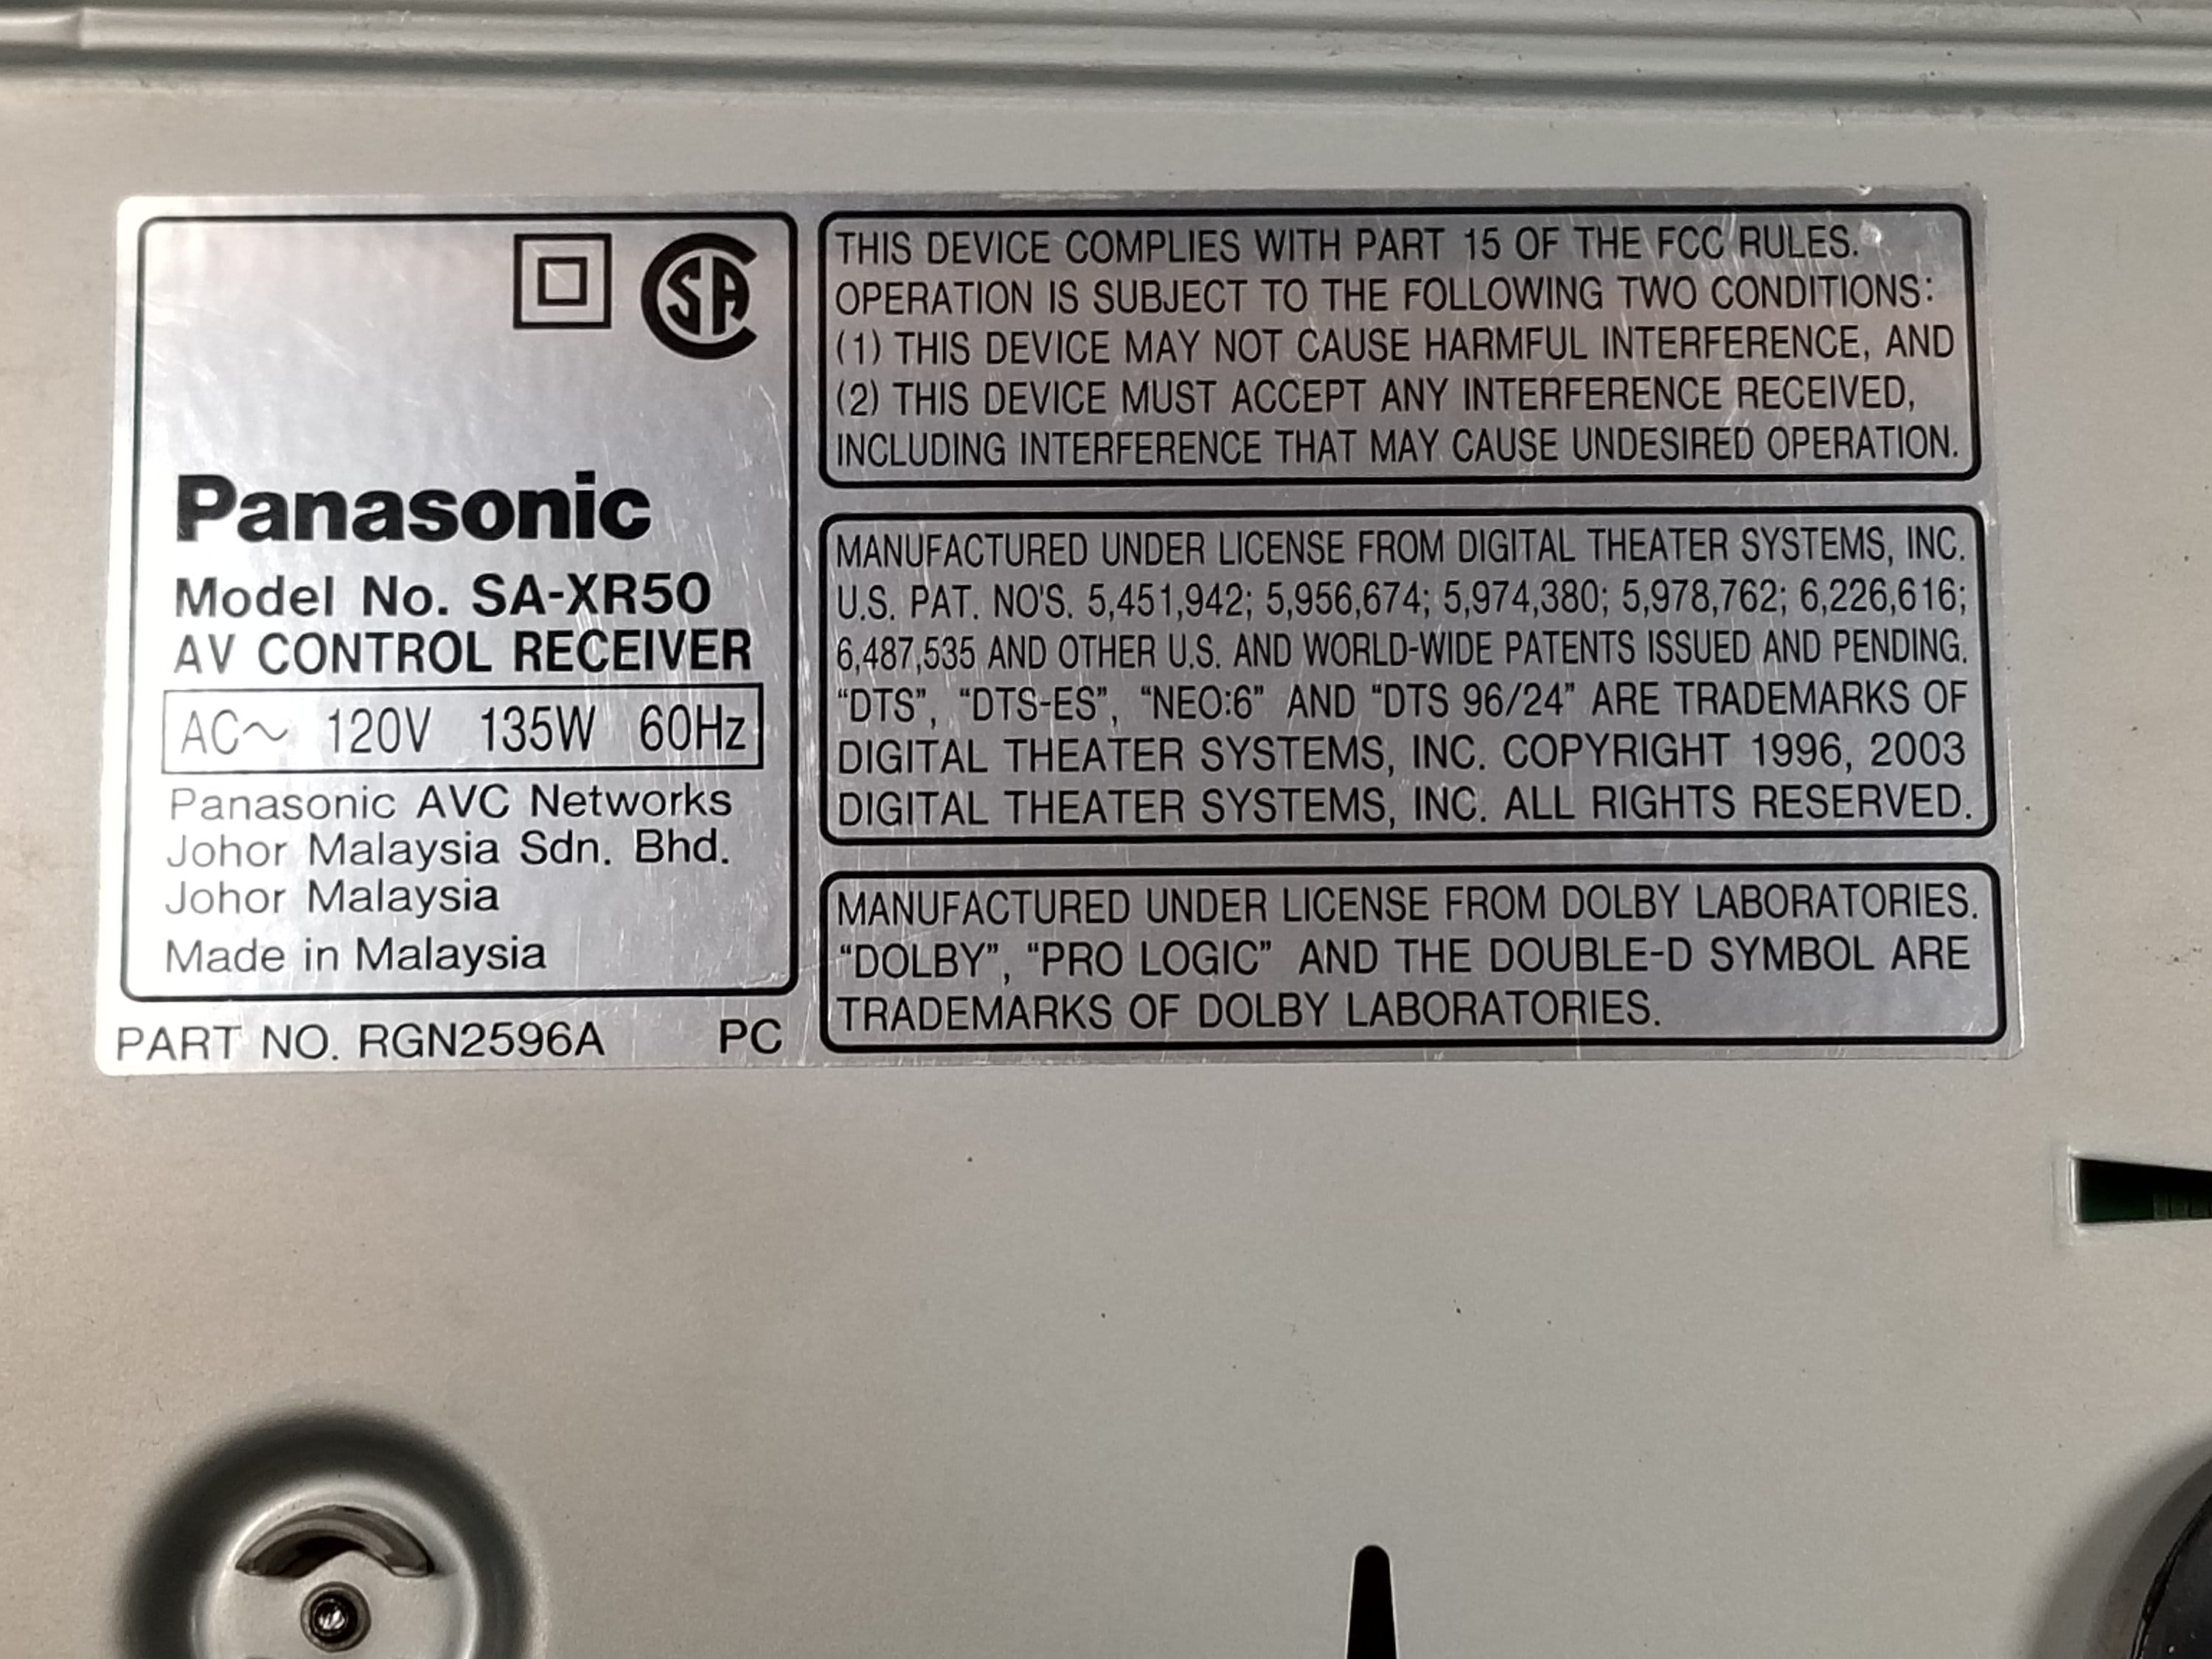 SA
Panasonic
Model No. SA-XR50
AV CONTROL RECEIVER
AC～ 120V 135W 60Hz
Panasonic AVC Networks
Johor Malaysia Sdn. Bhd.
Johor Malaysia
Made in Malaysia
PART NO. RGN2596A PC
THIS DEVICE COMPLIES WITH PART 15 OF THE FCC RULES.
OPERATION IS SUBJECT TO THE FOLLOWING TWO CONDITIONS:
(1) THIS DEVICE MAY NOT CAUSE HARMFUL INTERFERENCE, AND
(2) THIS DEVICE MUST ACCEPT ANY INTERFERENCE RECEIVED,
INCLUDING INTERFERENCE THAT MAY CAUSE UNDESIRED OPERATION.
MANUFACTURED UNDER LICENSE FROM DIGITAL THEATER SYSTEMS, INC.
U.S. PAT. NO'S. 5,451,942; 5,956,674; 5,974,380; 5,978,762; 6,226,616;
6,487,535 AND OTHER U.S. AND WORLD-WIDE PATENTS ISSUED AND PENDING.
“DTS”, “DTS-ES”, “NEO:6” AND “DTS 96/24” ARE TRADEMARKS OF
DIGITAL THEATER SYSTEMS, INC. COPYRIGHT 1996, 2003
DIGITAL THEATER SYSTEMS, INC. ALL RIGHTS RESERVED.
MANUFACTURED UNDER LICENSE FROM DOLBY LABORATORIES.
“DOLBY”, “PRO LOGIC” AND THE DOUBLE-D SYMBOL ARE
TRADEMARKS OF DOLBY LABORATORIES.